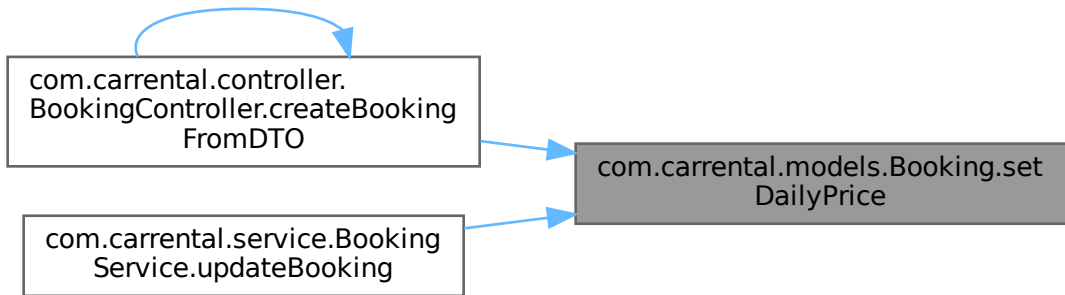 com.carrental.controller.
BookingController.createBooking
FromDTO
com.carrental.models.Booking.set
DailyPrice
com.carrental.service.Booking
Service.updateBooking